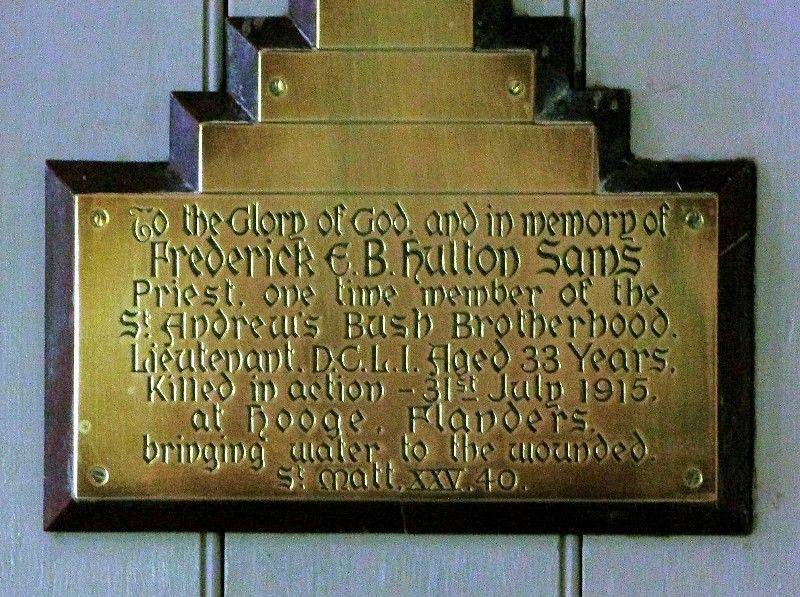 To the Glory of God, and in memory of
Frederick E.B. Hulton Sams
Priest, one time member of the
St. Andrew's Bush Brotherhood.
Lieutenant. D.C.L.I. Aged 33 Years.
Killed in action - 31st July 1915,
at Hooge, Flanders,
bringing water to the wounded.
St. Matt. XXV. 40.